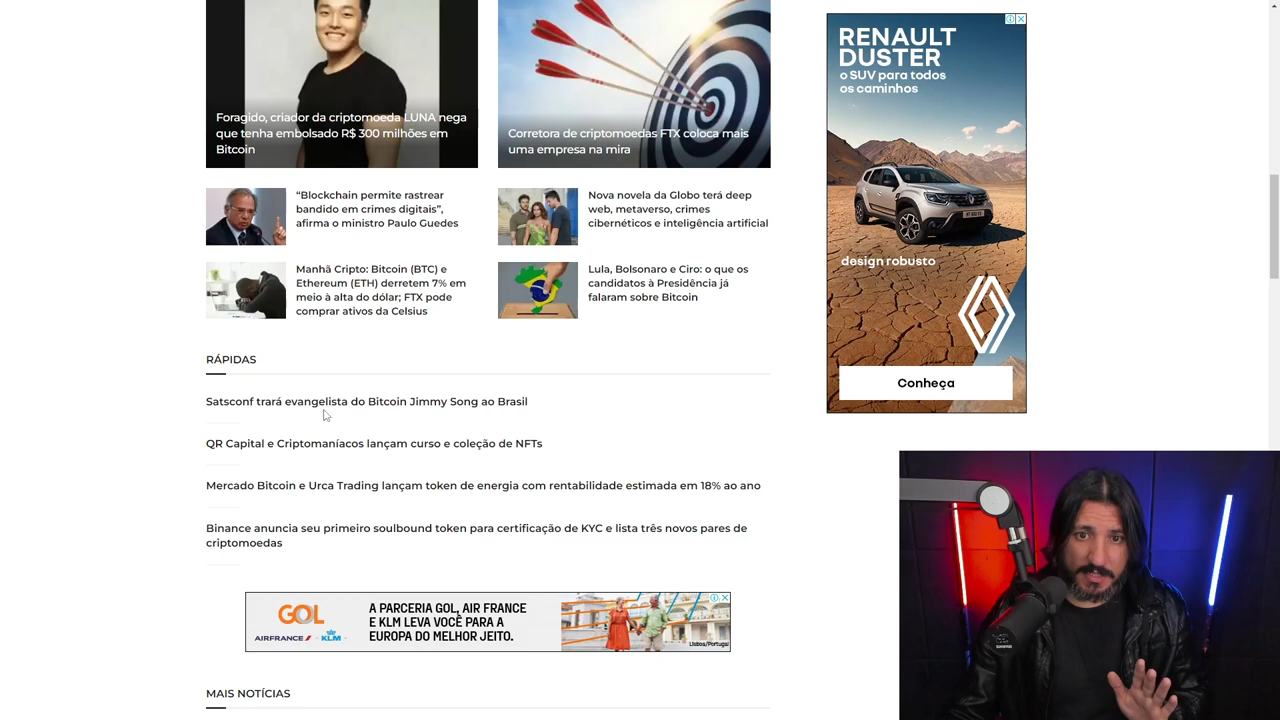 Foragido, criador da criptomoeda LUNA nega
que tenha embolsado R$ 300 milhões em
Bitcoin
Corretora de criptomoedas FTX coloca mais
uma empresa na mira
“Blockchain permite rastrear
bandido em crimes digitais”,
afirma o ministro Paulo Guedes
Nova novela da Globo terá deep
web, metaverso, crimes
cibernéticos e inteligência artificial
Manhã Cripto: Bitcoin (BTC) e
Ethereum (ETH) derretem 7% em
meio à alta do dólar; FTX pode
comprar ativos da Celsius
Lula, Bolsonaro e Ciro: o que os
candidatos à Presidência já
falaram sobre Bitcoin
RÁPIDAS
Satsconf trará evangelista do Bitcoin Jimmy Song ao Brasil
QR Capital e Criptomaníacos lançam curso e coleção de NFTs
Mercado Bitcoin e Urca Trading lançam token de energia com rentabilidade estimada em 18% ao ano
Binance anuncia seu primeiro soulbound token para certificação de KYC e lista três novos pares de
criptomoedas
GOL
AIRFRANCE KLM
A PARCERIA GOL, AIR FRANCE
E KLM LEVA VOCÊ PARA A
EUROPA DO MELHOR JEITO.
Lisboa/Portugal
MAIS NOTÍCIAS
RENAULT
DUSTER
o SUV para todos
os caminhos
design robusto
Conheça